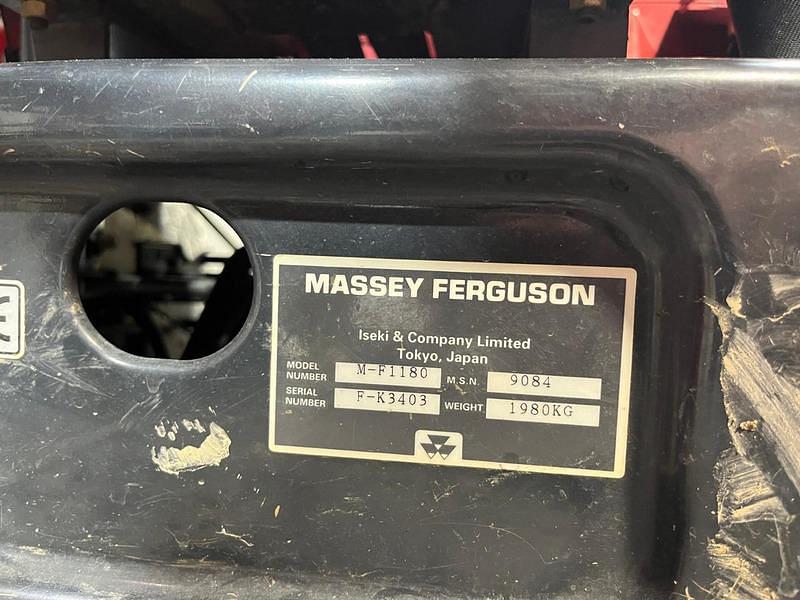 MASSEY FERGUSON
Iseki & Company Limited
Tokyo, Japan
MODEL NUMBER M-F1180 M.S.N. 9084
SERIAL NUMBER F-K3403 WEIGHT 1980KG